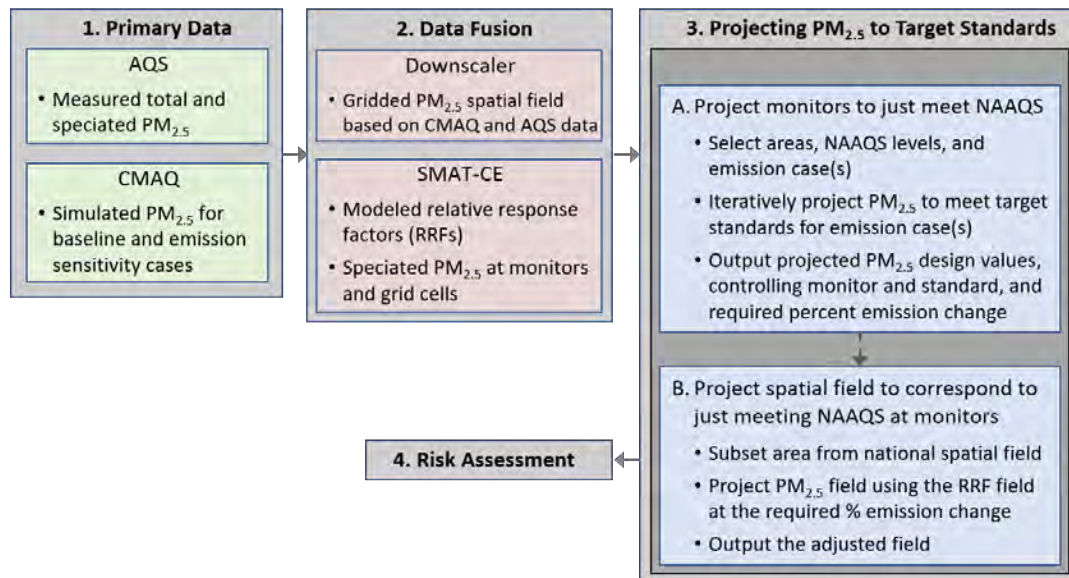 1. Primary Data
AQS
• Measured total and
speciated PM2.5
CMAQ
• Simulated PM2.5 for
baseline and emission
sensitivity cases
2. Data Fusion
Downscaler
• Gridded PM2.5 spatial field
based on CMAQ and AQS data
SMAT-CE
• Modeled relative response
factors (RRFs)
• Speciated PM2.5 at monitors
and grid cells
3. Projecting PM2.5 to Target Standards
A. Project monitors to just meet NAAQS
• Select areas, NAAQS levels, and
emission case(s)
• Iteratively project PM2.5 to meet target
standards for emission case(s)
• Output projected PM2.5 design values,
controlling monitor and standard, and
required percent emission change
B. Project spatial field to correspond to
just meeting NAAQS at monitors
• Subset area from national spatial field
• Project PM2.5 field using the RRF field
at the required % emission change
• Output the adjusted field
4. Risk Assessment